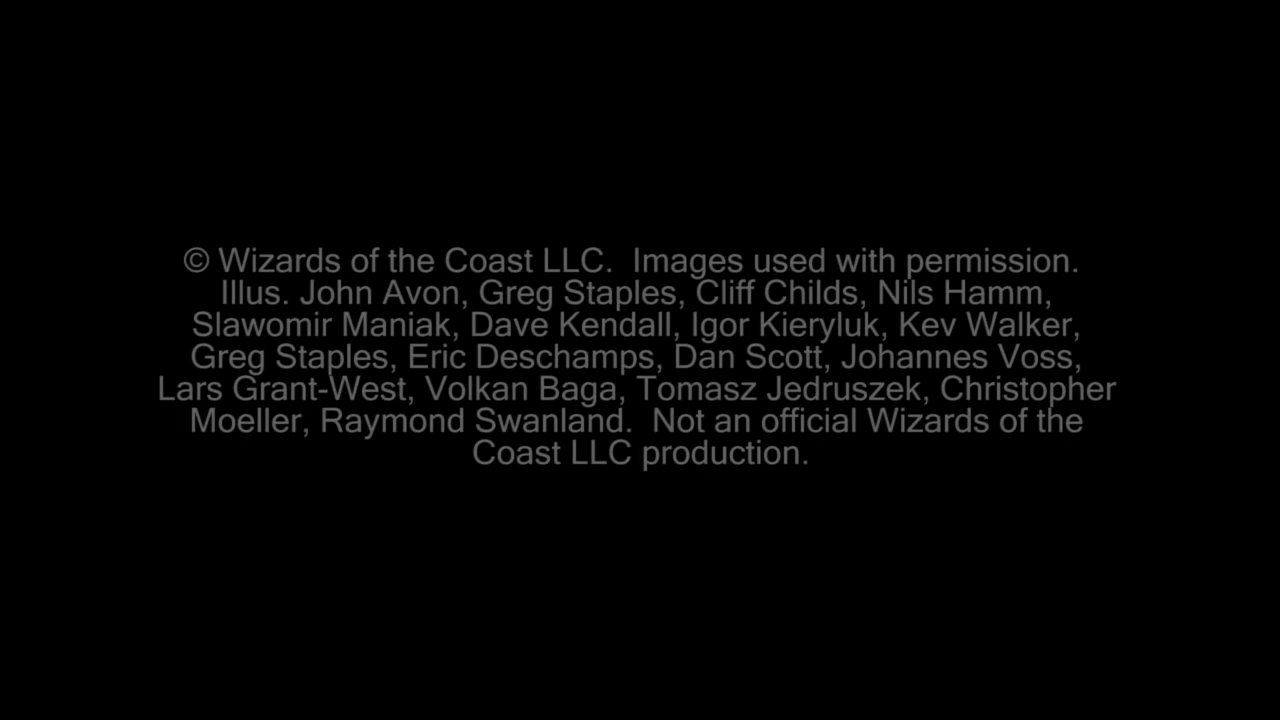 © Wizards of the Coast LLC.  Images used with permission.
Illus. John Avon, Greg Staples, Cliff Childs, Nils Hamm,
Slawomir Maniak, Dave Kendall, Igor Kieryluk, Kev Walker,
Greg Staples, Eric Deschamps, Dan Scott, Johannes Voss,
Lars Grant-West, Volkan Baga, Tomasz Jedruszek, Christopher
Moeller, Raymond Swanland.  Not an official Wizards of the
Coast LLC production.